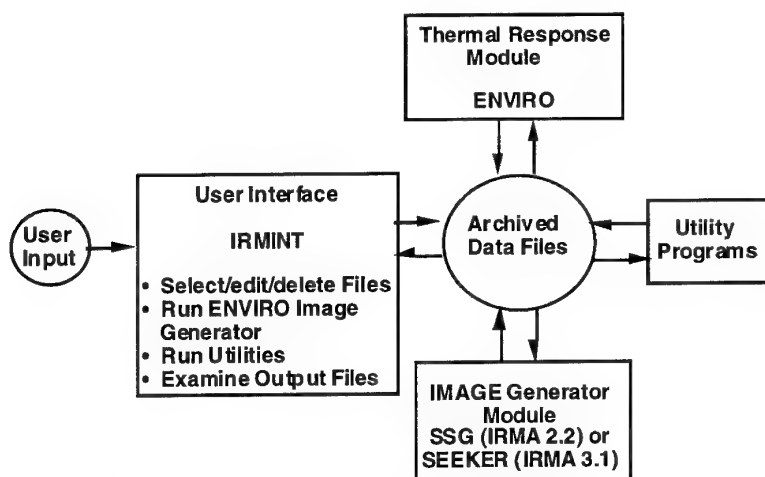 Thermal Response
Module
ENVIRO
User
Input
User Interface
IRMINT
• Select/edit/delete Files
• Run ENVIRO Image
Generator
• Run Utilities
• Examine Output Files
Archived
Data Files
Utility
Programs
IMAGE Generator
Module
SSG (IRMA 2.2) or
SEEKER (IRMA 3.1)